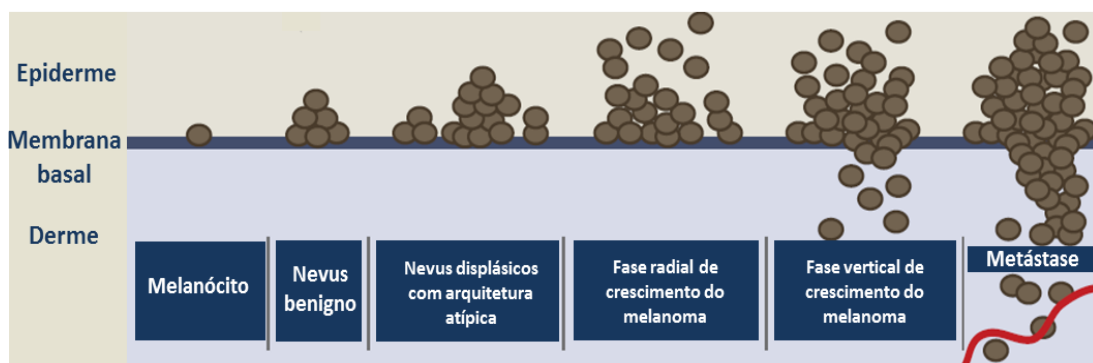 Epiderme
Membrana
basal
Derme
Melanócito
Nevus
benigno
Nevus displásicos
com arquitetura
atípica
Fase radial de
crescimento do
melanoma
Fase vertical de
crescimento do
melanoma
Metástase